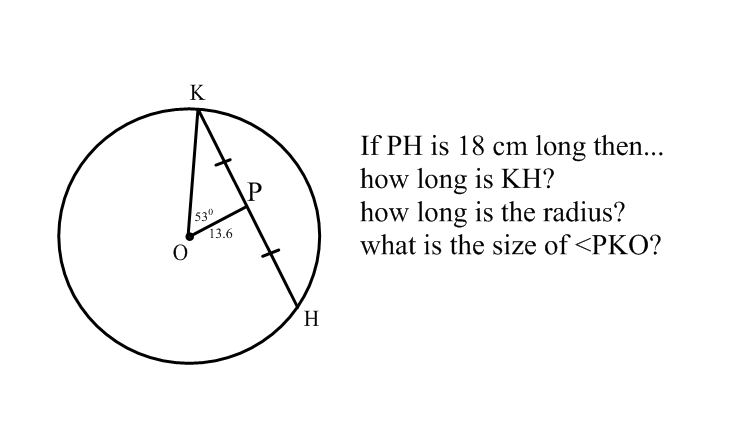 K
If PH is 18 cm long then...
how long is KH?
P
53⁰
how long is the radius?
13.6
O
what is the size of <PKO?
H